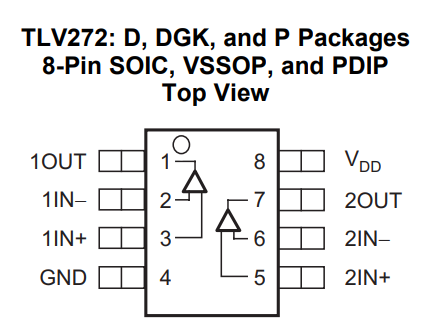 TLV272: D, DGK, and P Packages
8-Pin SOIC, VSSOP, and PDIP
Top View
1OUT 1 8 VDD
1IN− 2 7 2OUT
1IN+ 3 6 2IN−
GND 4 5 2IN+